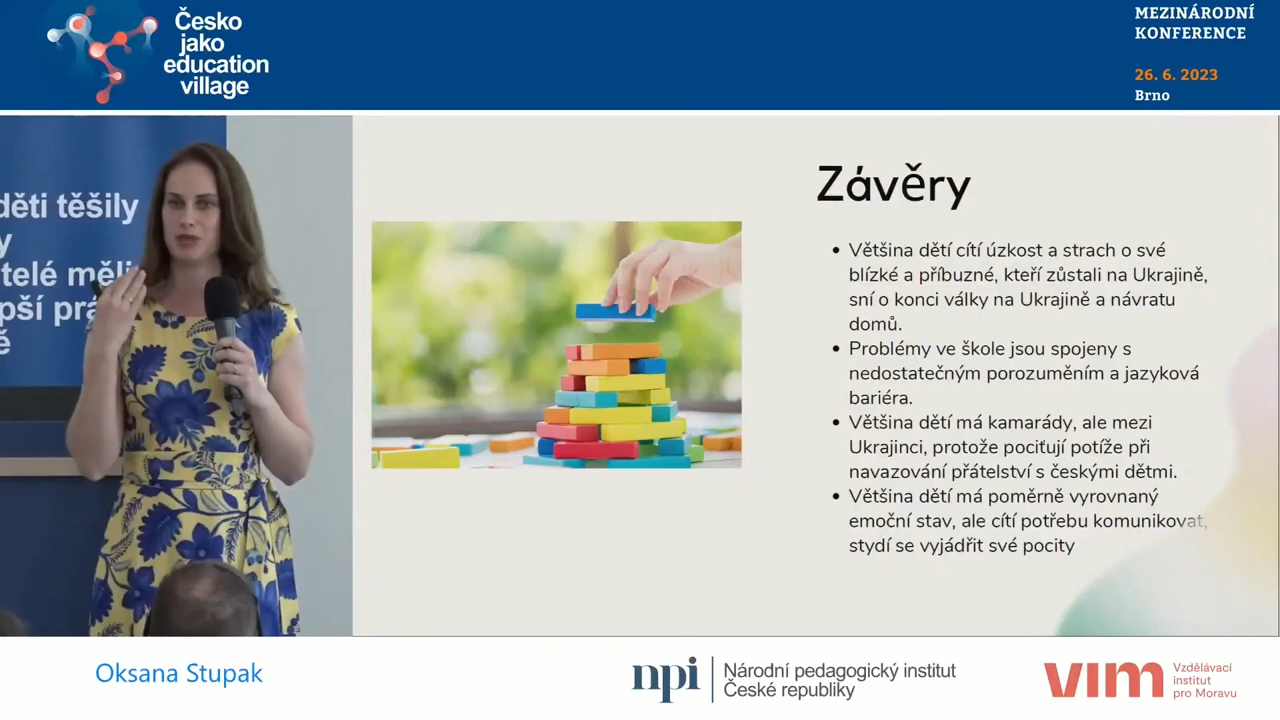 Česko
jako
education
village
MEZINÁRODNÍ
KONFERENCE
26. 6. 2023
Brno
děti těšily
y
telé měli
pší prá
ě
Závěry
• Většina dětí cítí úzkost a strach o své
blízké a příbuzné, kteří zůstali na Ukrajině,
sní o konci války na Ukrajině a návratu
domů.
• Problémy ve škole jsou spojeny s
nedostatečným porozuměním a jazyková
bariéra.
• Většina dětí má kamarády, ale mezi
Ukrajinci, protože pociťují potíže při
navazování přátelství s českými dětmi.
• Většina dětí má poměrně vyrovnaný
emoční stav, ale cítí potřebu komunikovat,
stydí se vyjádřit své pocity
Oksana Stupak
npi
Národní pedagogický institut
České republiky
vim
Vzdělávací
institut
pro Moravu